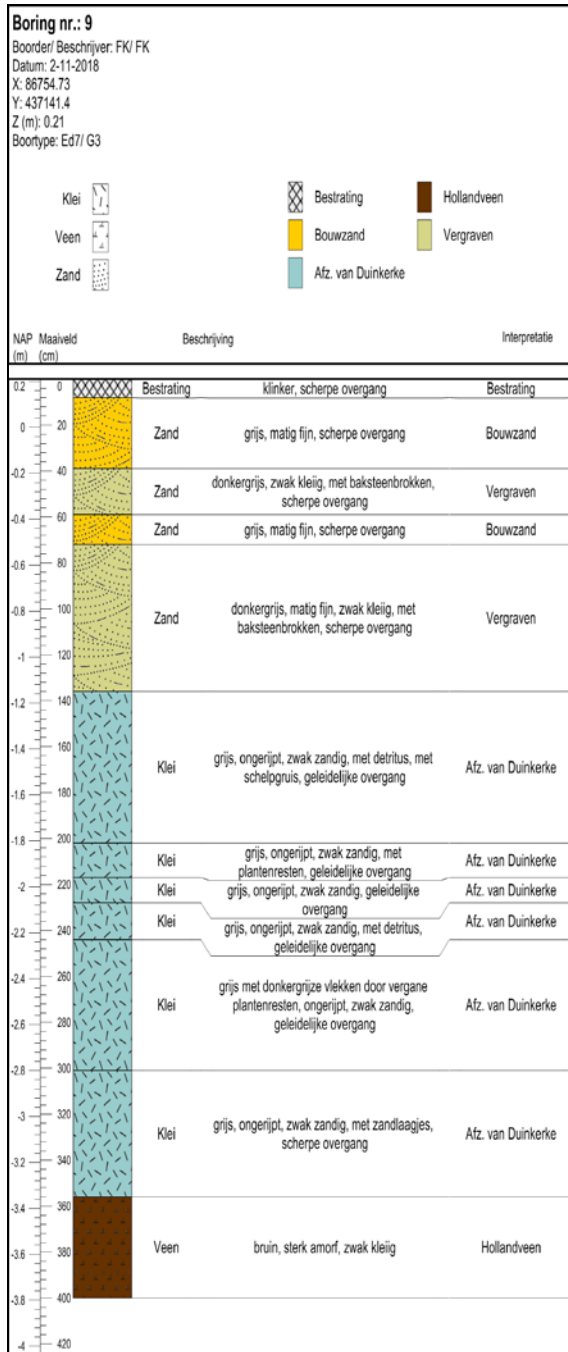 Boring nr.: 9
Boorder/ Beschrijver: FK/ FK
Datum: 2-11-2018
X: 86754.73
Y: 437141.4
Z (m): 0.21
Boortype: Ed7/ G3
Klei
Bestrating
Hollandveen
Veen
Bouwzand
Vergraven
Zand
Afz. van Duinkerke
NAP Maaiveld Beschrijving Interpretatie
(m) (cm)
0.2 0 Bestrating klinker, scherpe overgang Bestrating
0 20 Zand grijs, matig fijn, scherpe overgang Bouwzand
-0.2 40
donkergrijs, zwak kleiig, met baksteenbrokken,
Zand Vergraven
scherpe overgang
-0.4 60
Zand grijs, matig fijn, scherpe overgang Bouwzand
-0.6 80
-0.8 100
donkergrijs, matig fijn, zwak kleiig, met
Zand Vergraven
baksteenbrokken, scherpe overgang
-1 120
-1.2 140
-1.4 160
grijs, ongerijpt, zwak zandig, met detritus, met
Klei Afz. van Duinkerke
schelpgruis, geleidelijke overgang
-1.6 180
-1.8 200
grijs, ongerijpt, zwak zandig, met
Klei Afz. van Duinkerke
plantenresten, geleidelijke overgang
-2 220
Klei grijs, ongerijpt, zwak zandig, geleidelijke Afz. van Duinkerke
overgang
Klei Afz. van Duinkerke
grijs, ongerijpt, zwak zandig, met detritus,
-2.2 240
geleidelijke overgang
-2.4 260
grijs met donkergrijze vlekken door vergane
Klei plantenresten, ongerijpt, zwak zandig, Afz. van Duinkerke
geleidelijke overgang
-2.6 280
-2.8 300
-3 320
grijs, ongerijpt, zwak zandig, met zandlaagjes,
Klei Afz. van Duinkerke
scherpe overgang
-3.2 340
-3.4 360
Veen bruin, sterk amorf, zwak kleiig Hollandveen
-3.6 380
-3.8 400
-4 420